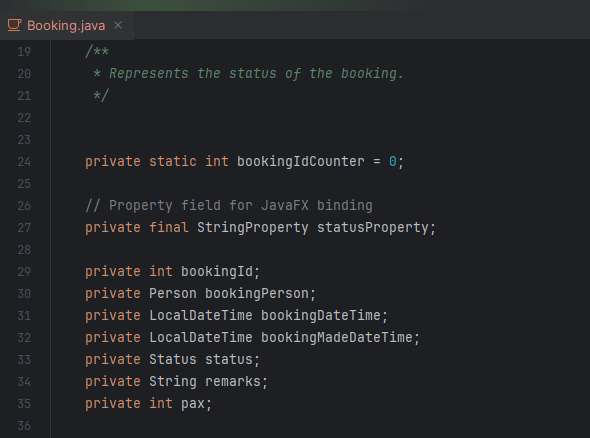 Booking.java ×
19 /**
20 * Represents the status of the booking.
21 */
22
23
24 private static int bookingIdCounter = 0;
25
26 // Property field for JavaFX binding
27 private final StringProperty statusProperty;
28
29 private int bookingId;
30 private Person bookingPerson;
31 private LocalDateTime bookingDateTime;
32 private LocalDateTime bookingMadeDateTime;
33 private Status status;
34 private String remarks;
35 private int pax;
36